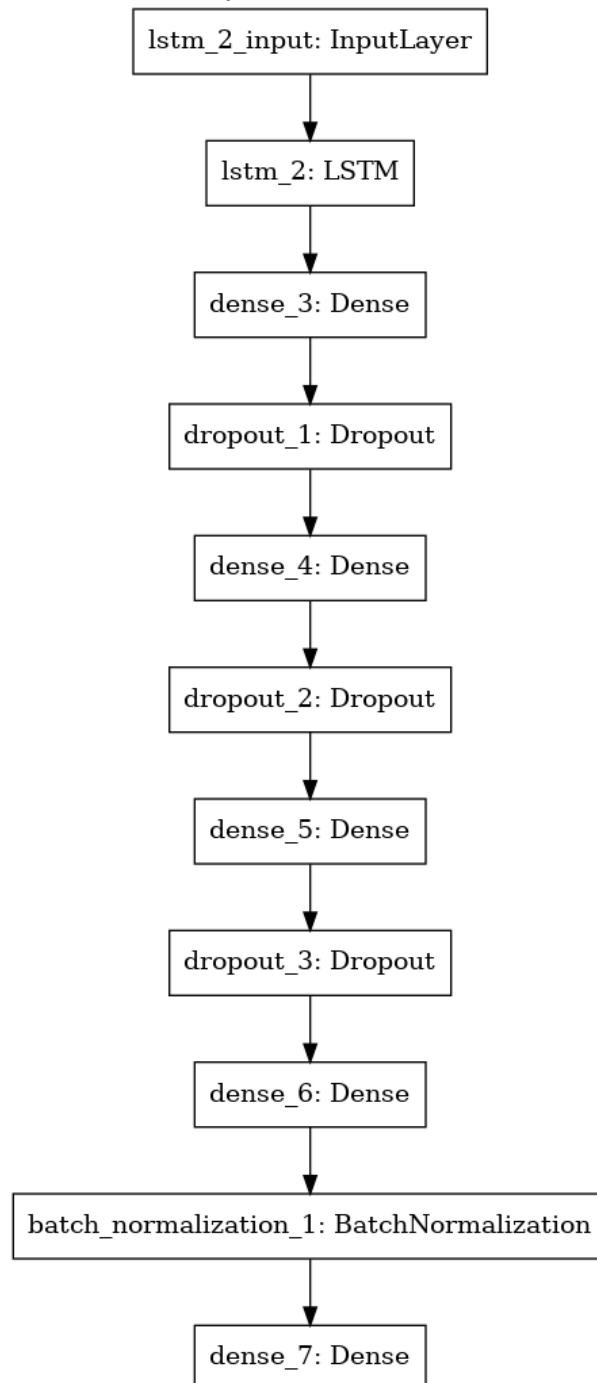 lstm_2_input: InputLayer
lstm_2: LSTM
dense_3: Dense
dropout_1: Dropout
dense_4: Dense
dropout_2: Dropout
dense_5: Dense
dropout_3: Dropout
dense_6: Dense
batch_normalization_1: BatchNormalization
dense_7: Dense